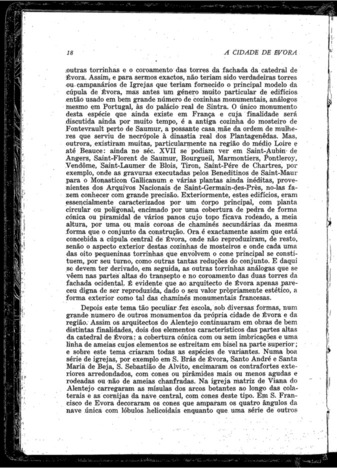 18 A CIDADE DE ÉVORA
outras torrinhas e o coroamento das torres da fachada da catedral de
Évora. Assim, e para sermos exactos, não teriam sido verdadeiras torres
ou campanários de Igrejas que teriam fornecido o principal modelo da
cúpula de Évora, mas antes um género muito particular de edifícios
então usado em bem grande número de cozinhas monumentais, análogos
mesmo em Portugal, às do palácio real de Sintra. O único monumento
desta espécie que ainda existe em França e cuja finalidade será
discutida ainda por muito tempo, é a antiga cozinha do mosteiro de
Fontevrault perto de Saumur, a possante casa mãe da ordem de mulhe-
res que serviu de necrópole à dinastia real dos Plantagenêdas. Mas,
outrora, existiram muitas, particularmente na região do médio Loire e
até Beauce: ainda no séc. XVII se podiam ver em Saint-Aubin de
Angers, Saint-Florent de Saumur, Bourgueil, Marmontiers, Pontleroy,
Vendôme, Saint-Laumer de Blois, Tiron, Saint-Père de Chartres, por
exemplo, onde as gravuras executadas pelos Beneditinos de Saint-Maur
para o Monasticon Gallicanum e várias plantas ainda inéditas, prove-
nientes dos Arquivos Nacionais de Saint-Germain-des-Près, no-las fa-
zem conhecer com grande precisão. Exteriormente, estes edifícios, eram
essencialmente caracterizados por um corpo principal, com planta
circular ou poligonal, encimado por uma cobertura de pedra de forma
cónica ou piramidal de vários panos cujo topo ficava rodeado, a meia
altura, por uma ou mais coroas de chaminés secundárias da mesma
forma que o conjunto da construção. Ora é exactamente assim que está
concebida a cúpula central de Évora, onde não reproduziram, de resto,
senão o aspecto exterior destas cozinhas de mosteiros e onde cada uma
das oito pequeninas torrinhas que envolvem o cone principal se consti-
tuem, por seu turno, como outras tantas reduções do conjunto. E daqui
se devem ter derivado, em seguida, as outras torrinhas análogas que se
vêem nas partes altas do transepto e no coroamento das duas torres da
fachada ocidental. É evidente que ao arquitecto de Évora apenas pare-
ceu digna de ser reproduzida, dado o seu valor pròpriamente estético, a
forma exterior como tal das chaminés monumentais francesas.
Depois este tema tão peculiar fez escola, sob diversas formas, num
grande numero de outros monumentos da própria cidade de Évora e da
região. Assim os arquitectos do Alentejo continuaram em obras de bem
distintas finalidades, dois dos elementos característicos das partes altas
da catedral de Évora: a cobertura cónica com ou sem imbricações e uma
linha de ameias cujos elementos se estreitam em bisel na parte superior;
e sobre este tema criaram todas as espécies de variantes. Numa boa
série de igrejas, por exemplo em S. Brás de Évora, Santo André e Santa
Maria de Beja, S. Sebastião de Alvito, encimaram os contrafortes exte-
riores arredondados, com cones ou pirâmides mais ou menos agudas e
rodeadas ou não de ameias chanfradas. Na igreja matriz de Viana do
Alentejo carregaram as mísulas dos arcos botantes ao longo das cola-
terais e as cornijas da nave central, com cones deste tipo. Em S. Fran-
cisco de Évora decoraram os cones que amparam os quatro ângulos da
nave única com lóbulos helicoidais enquanto que uma série de outros